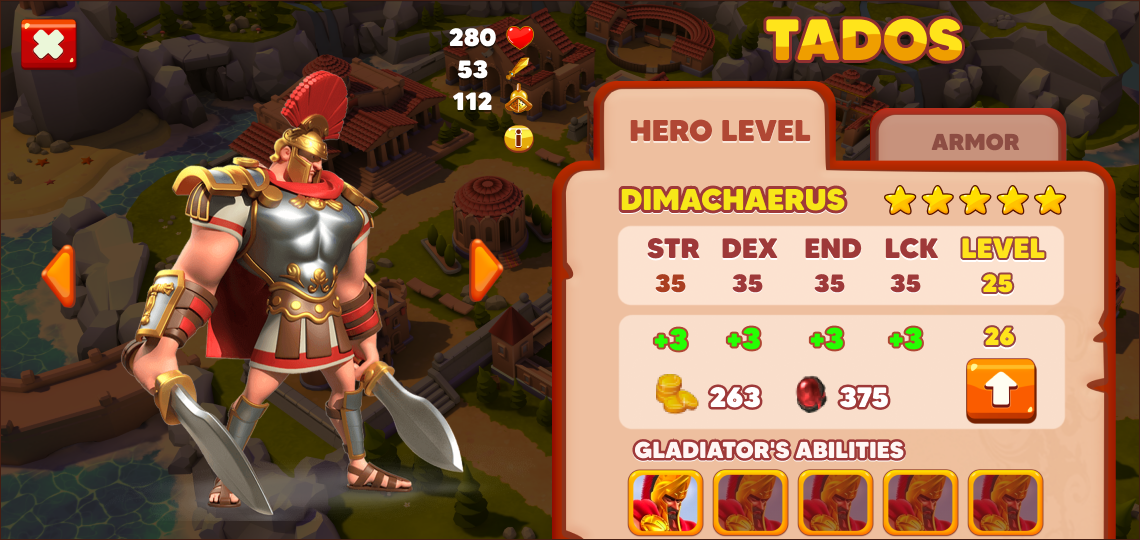 280
53
112
i
TADOS
HERO LEVEL
ARMOR
DIMACHAERUS
STR DEX END LCK LEVEL
35 35 35 35 25
+3 +3 +3 +3 26
263 375
GLADIATOR'S ABILITIES